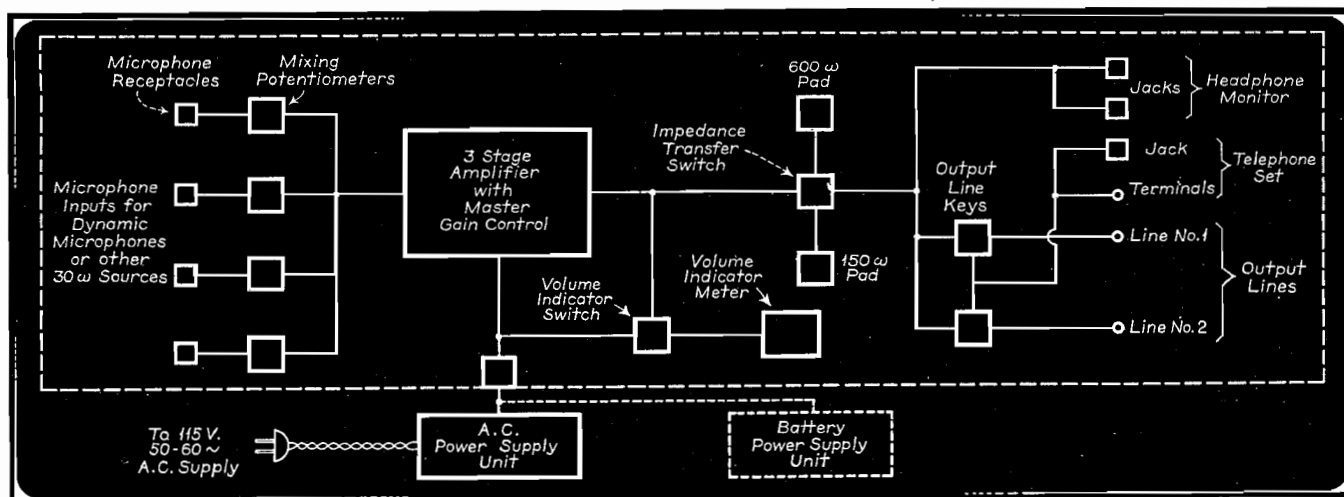 Microphone
Receptacles
Mixing
Potentiometers
Microphone
Inputs for
Dynamic
Microphones
or other
30 ω Sources
3 Stage
Amplifier
with
Master
Gain Control
Volume
Indicator
Switch
Volume
Indicator
Meter
Impedance
Transfer
Switch
600 ω
Pad
150 ω
Pad
Output
Line
Keys
Jacks
Headphone
Monitor
Jack
Terminals
Telephone
Set
Line No.1
Line No.2
Output
Lines
To 115 V.
50-60 ~
A.C. Supply
A.C.
Power Supply
Unit
Battery
Power Supply
Unit